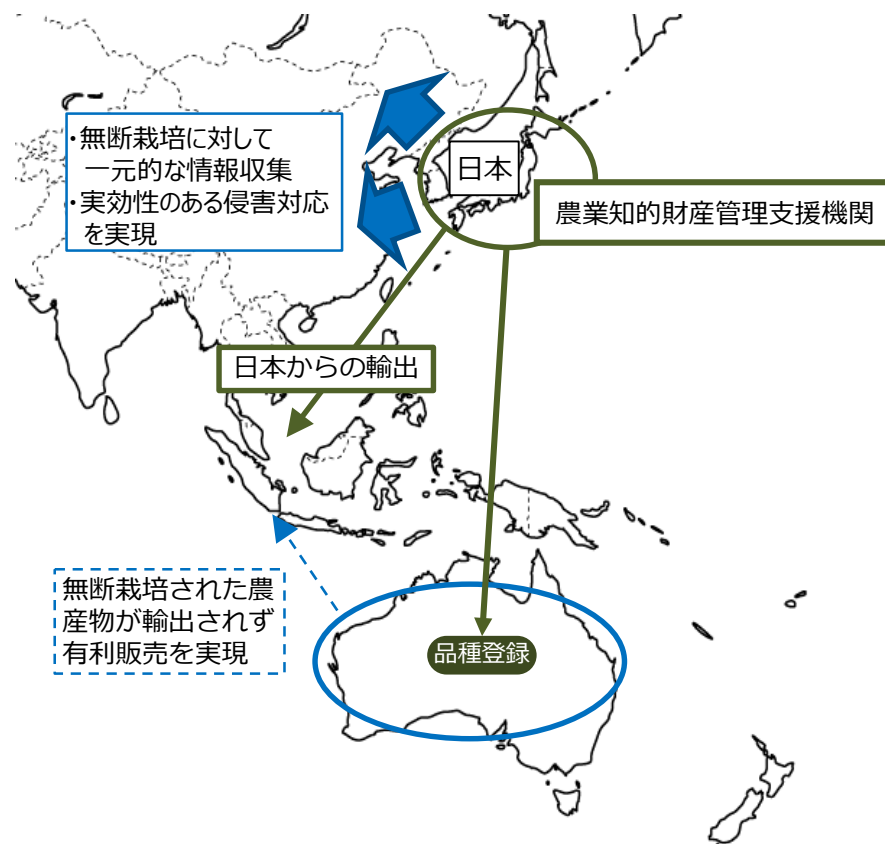 ・無断栽培に対して
一元的な情報収集
・実効性のある侵害対応
を実現
日本
農業知的財産管理支援機関
日本からの輸出
無断栽培された農
産物が輸出されず
有利販売を実現
品種登録